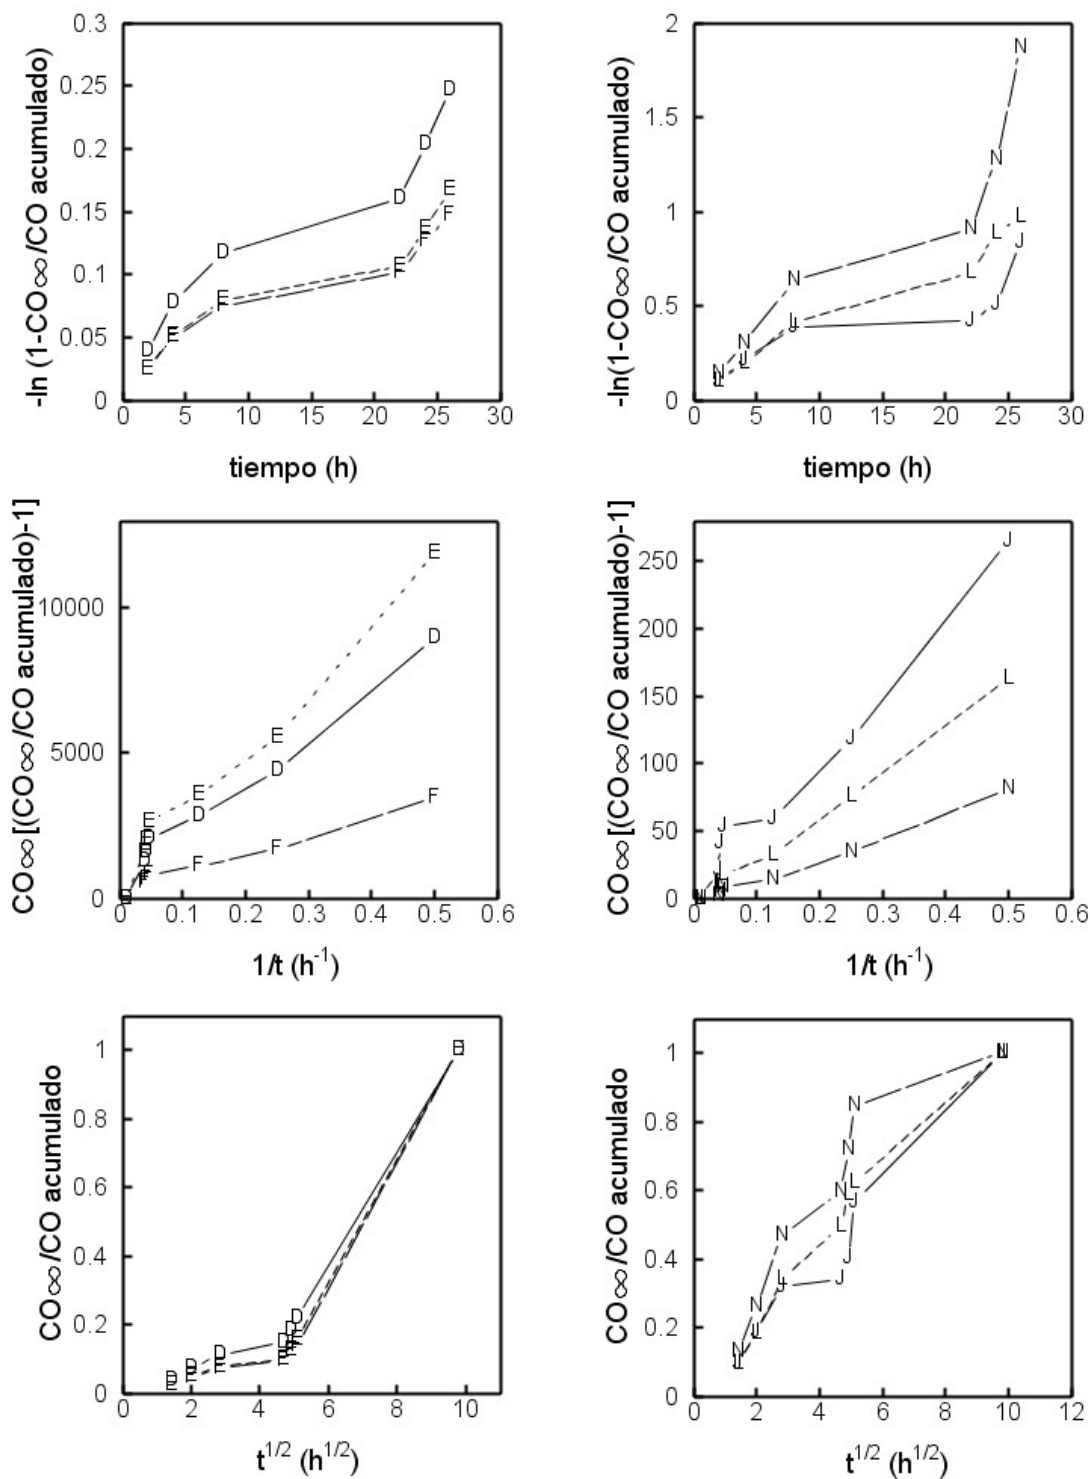 -ln (1-CO∞/CO acumulado)
0.3
0.25
0.2
0.15
0.1
0.05
0
D
D
D
D
D
D
E
E
E
E
E
E
F
F
F
F
0 5 10 15 20 25 30
tiempo (h)
-ln(1-CO∞/CO acumulado)
2
1.5
1
0.5
0
N
N
N
N
N
N
L
L
L
L
L
L
J
J
J
J
J
J
0 5 10 15 20 25 30
tiempo (h)
CO∞[(CO∞/CO acumulado)-1]
10000
5000
0
E
E
E
E
D
D
D
D
F
F
F
0 0.1 0.2 0.3 0.4 0.5 0.6
1/t (h-1)
CO∞[(CO∞/CO acumulado)-1]
250
200
150
100
50
0
J
J
J
J
J
L
L
L
N
N
N
N
0 0.1 0.2 0.3 0.4 0.5 0.6
1/t (h-1)
CO∞/CO acumulado
1
0.8
0.6
0.4
0.2
0
D
D
D
D
D
D
E
0 2 4 6 8 10
t1/2 (h1/2)
CO∞/CO acumulado
1
0.8
0.6
0.4
0.2
0
N
N
N
N
N
N
N
L
L
L
L
J
J
J
J
J
0 2 4 6 8 10 12
t1/2 (h1/2)